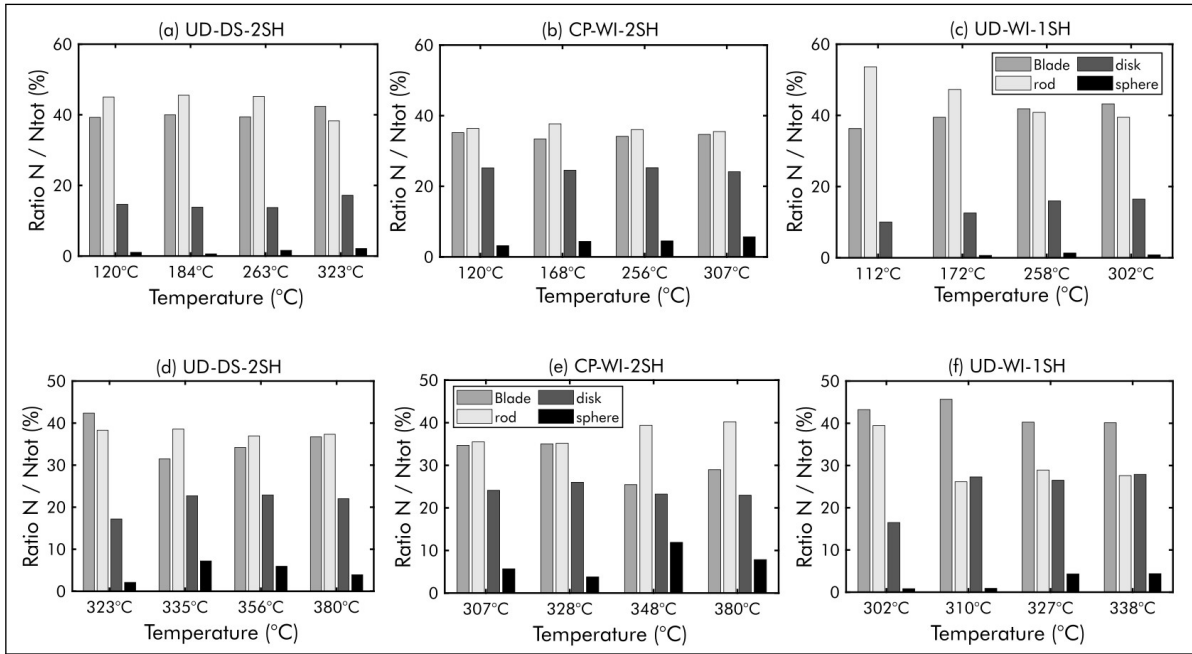 (a) UD-DS-2SH
60
40
20
0
Ratio N / Ntot (%)
120°C 184°C 263°C 323°C
Temperature (°C)
(b) CP-WI-2SH
60
40
20
0
Ratio N / Ntot (%)
120°C 168°C 256°C 307°C
Temperature (°C)
(c) UD-WI-1SH
60
40
20
0
Ratio N / Ntot (%)
Blade disk
rod sphere
112°C 172°C 258°C 302°C
Temperature (°C)
(d) UD-DS-2SH
50
40
30
20
10
0
Ratio N / Ntot (%)
323°C 335°C 356°C 380°C
Temperature (°C)
(e) CP-WI-2SH
50
40
30
20
10
0
Ratio N / Ntot (%)
Blade disk
rod sphere
307°C 328°C 348°C 380°C
Temperature (°C)
(f) UD-WI-1SH
50
40
30
20
10
0
Ratio N / Ntot (%)
302°C 310°C 327°C 338°C
Temperature (°C)